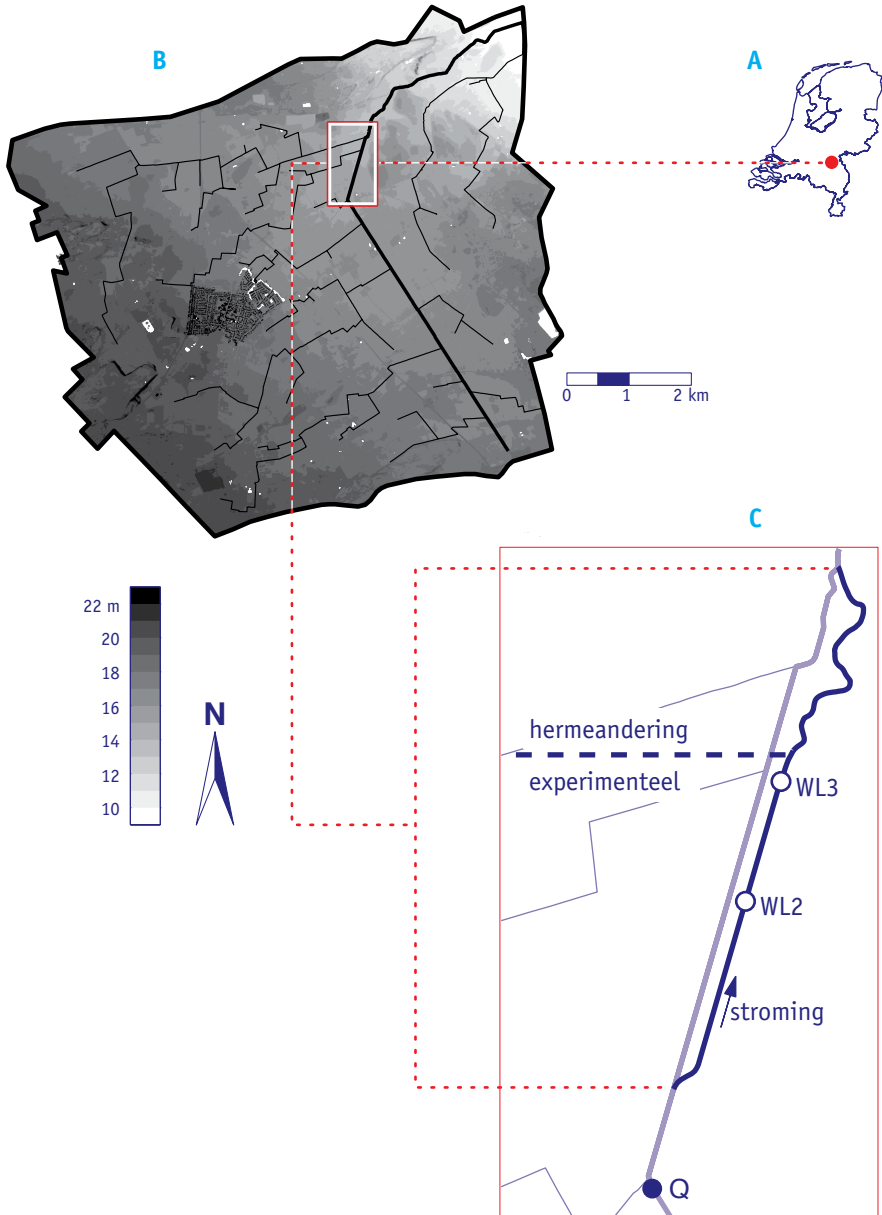 B
A
0 1 2 km
C
22 m
20
18
16
14
12
10
N
hermeandering
experimenteel
WL3
WL2
stroming
Q